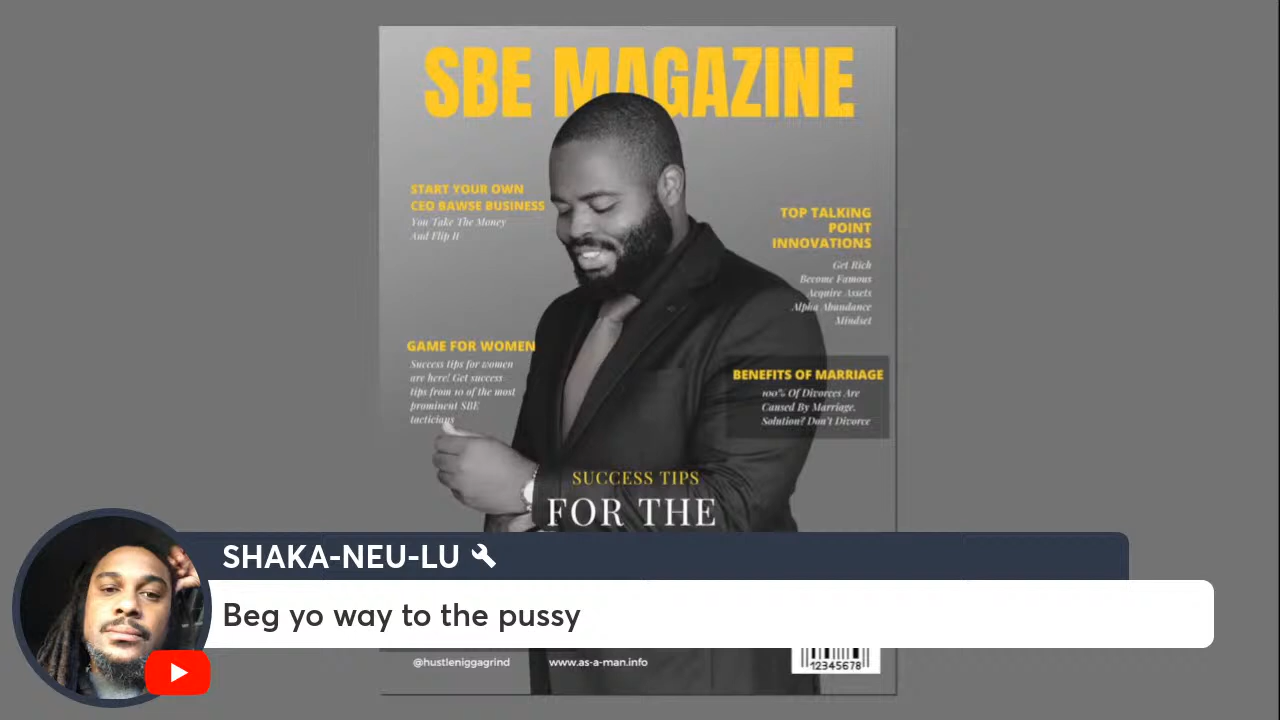 SBE MAGAZINE
START YOUR OWN
CEO BAWSE BUSINESS
You Take The Money
And Flip It
TOP TALKING
POINT
INNOVATIONS
Get Rich
Become Famous
Acquire Assets
Alpha Abundance
Mindset
GAME FOR WOMEN
Success tips for women
are here! Get success
tips from 10 of the most
prominent SBE
tacticians
BENEFITS OF MARRIAGE
100% Of Divorces Are
Caused By Marriage.
Solution? Don't Divorce
SUCCESS TIPS
FOR THE
SHAKA-NEU-LU
Beg yo way to the pussy
@hustleniggagrind
www.as-a-man.info
12345678